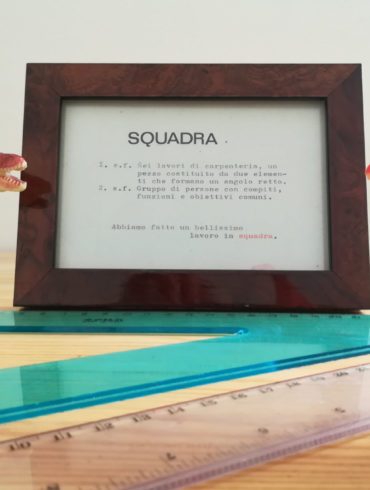 SQUADRA .
1. s.f. Nei lavori di carpenteria, un
pezzo costituito da due elemen-
ti che formano un angolo retto.
2. s.f. Gruppo di persone con compiti,
funzioni e obiettivi comuni.
Abbiamo fatto un bellissimo
lavoro in squadra.